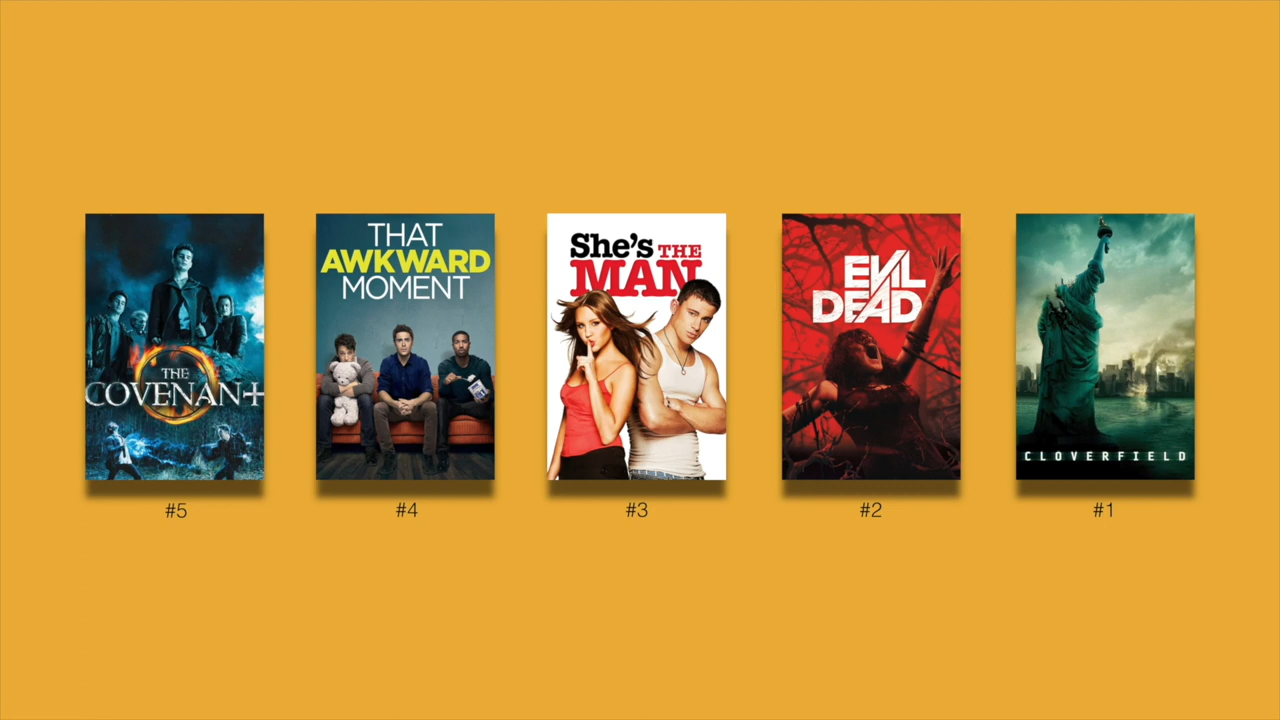 THE
COVENANT
#5
THAT
AWKWARD
MOMENT
#4
She's THE
MAN
#3
EVIL
DEAD
#2
CLOVERFIELD
#1